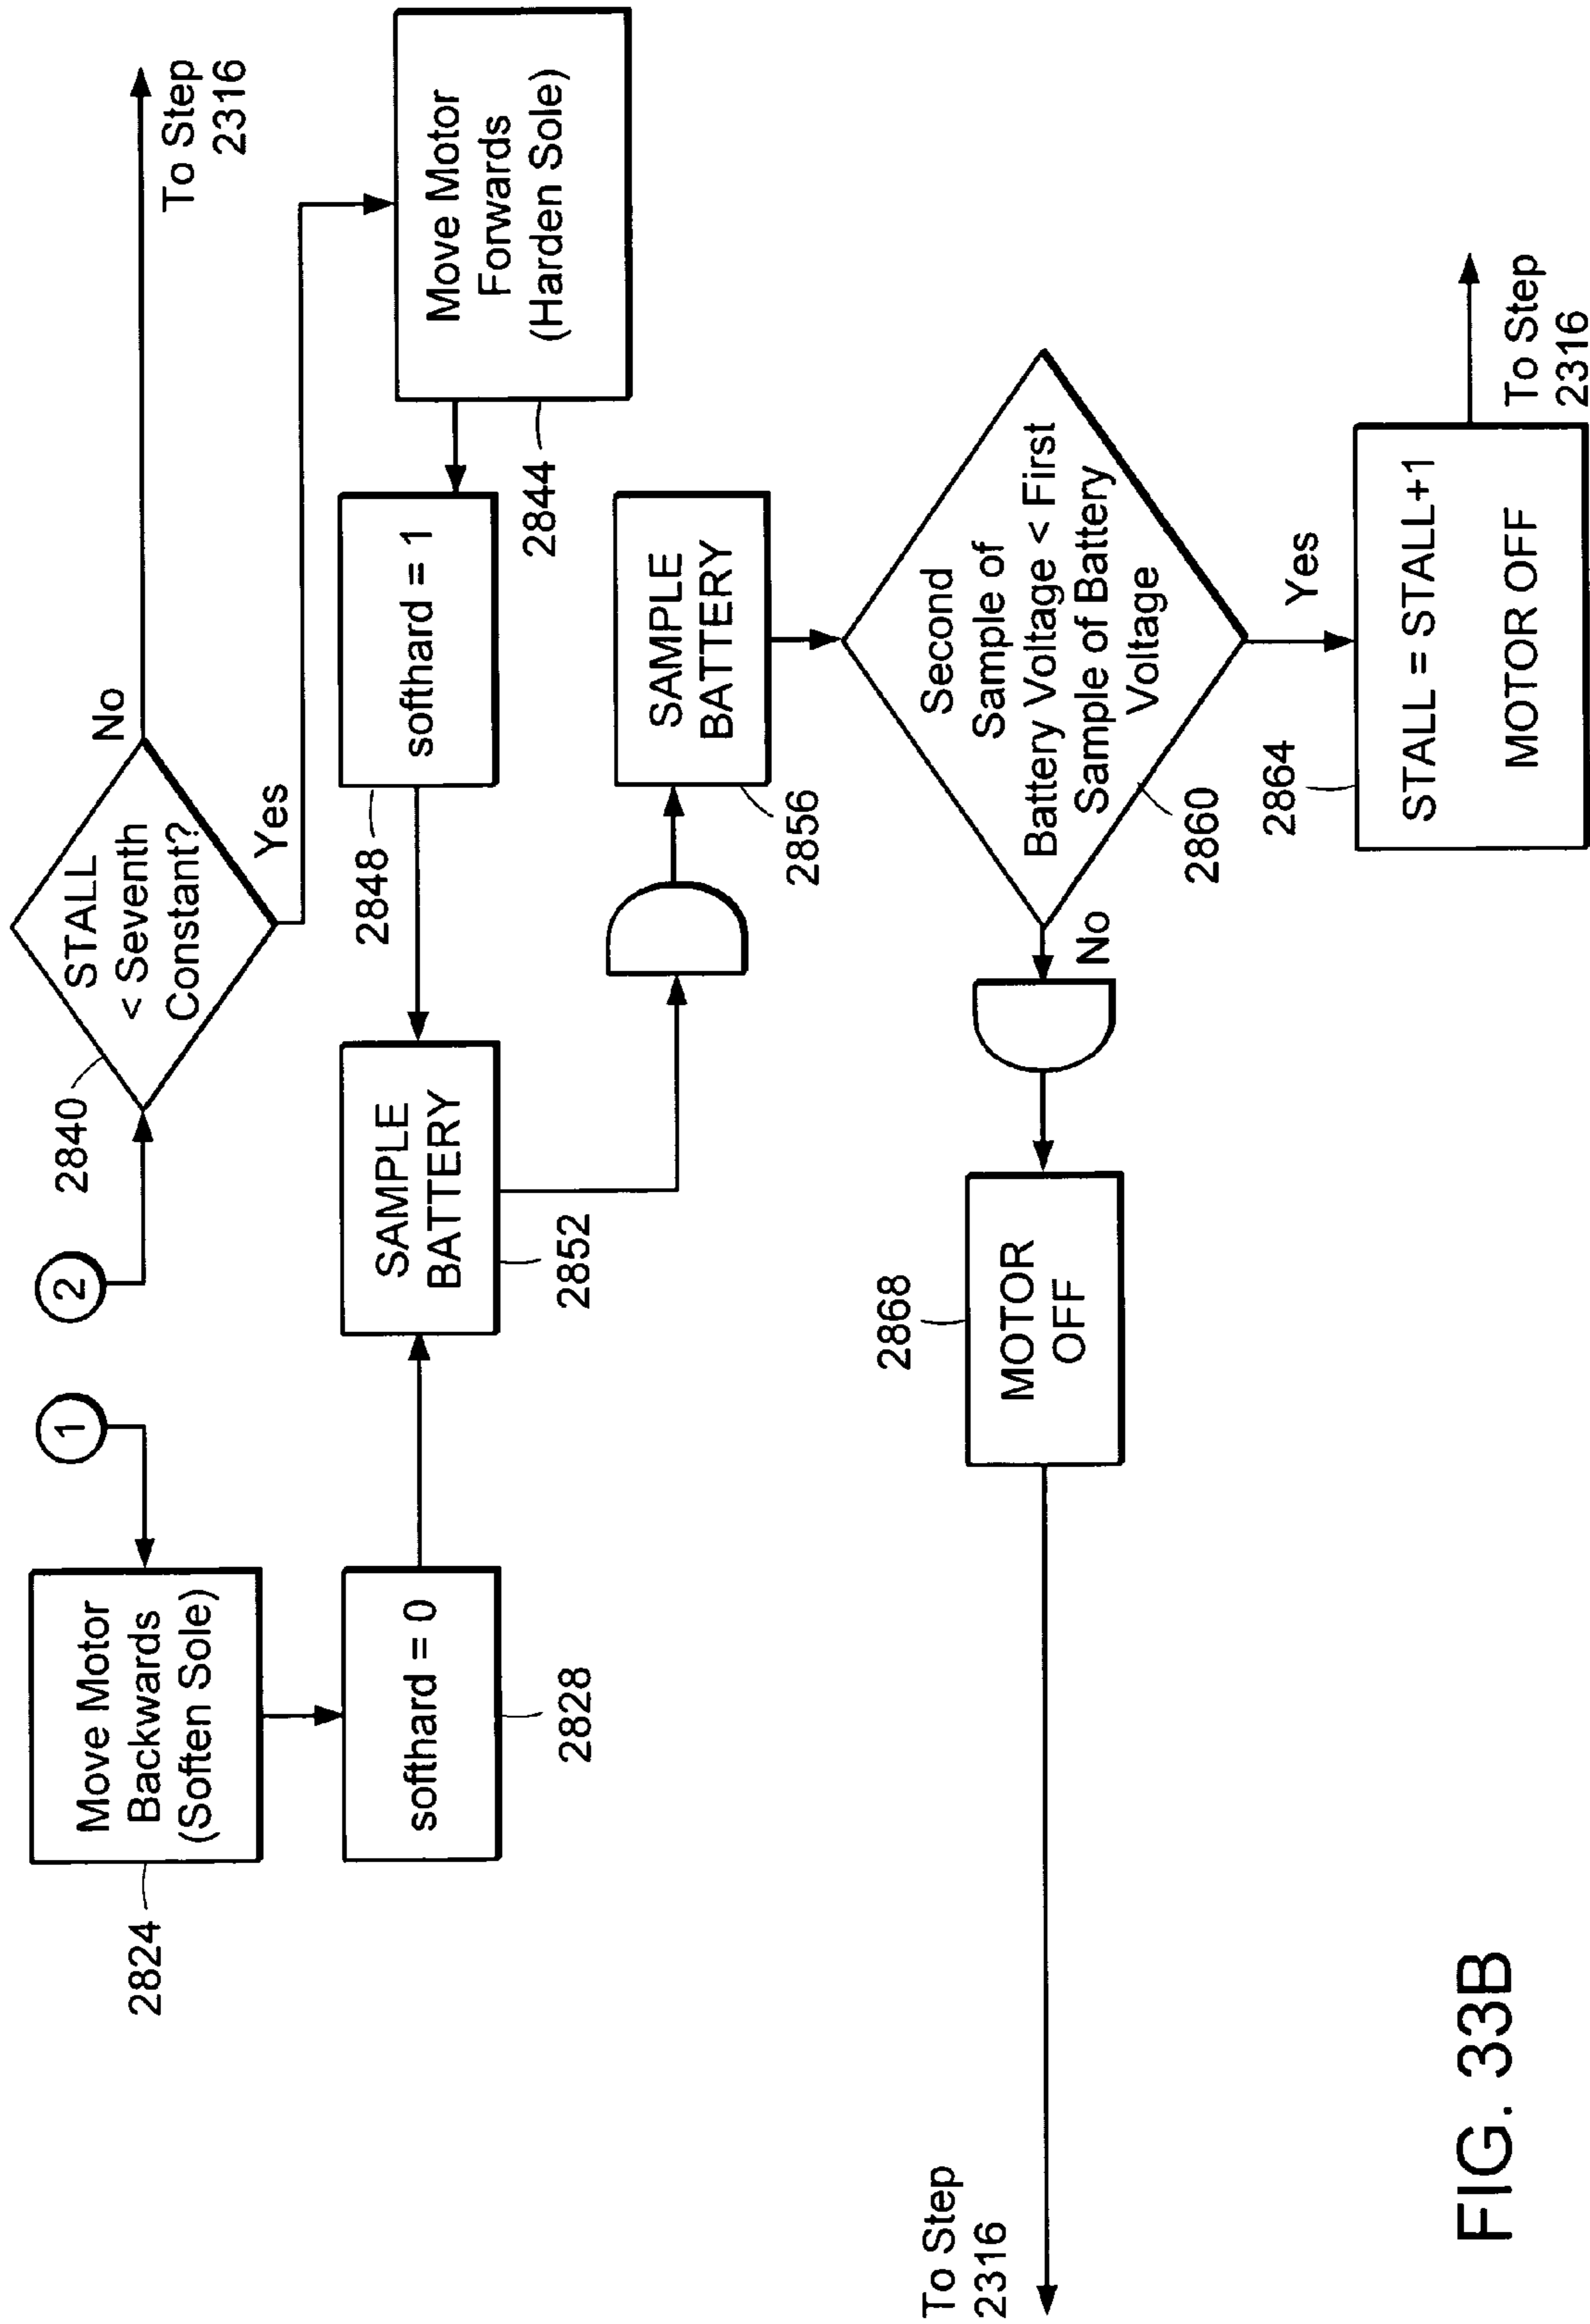 1
2
2824
Move Motor
Backwards
(Soften Sole)
softhard = 0
2828
2840
STALL
< Seventh
Constant?
No
To Step
2316
Yes
Move Motor
Forwards
(Harden Sole)
2844
softhard = 1
2848
SAMPLE
BATTERY
2852
SAMPLE
BATTERY
2856
Second
Sample of
Battery Voltage < First
Sample of Battery
Voltage
2860
No
Yes
2864
STALL = STALL+1
MOTOR OFF
To Step
2316
2868
MOTOR
OFF
To Step
2316
FIG. 33B